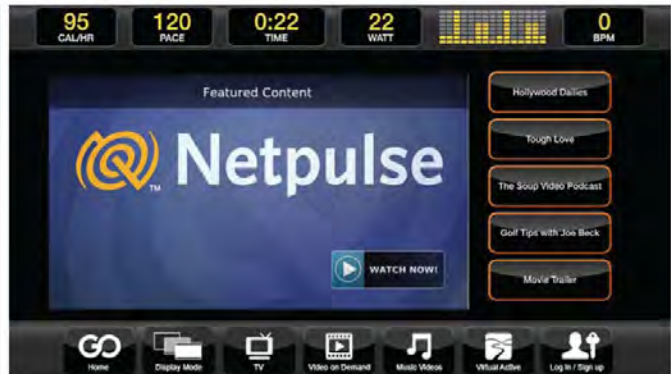 95
CAL/HR
120
PACE
0:22
TIME
22
WATT
0
BPM
Featured Content
Netpulse
TM
WATCH NOW!
Hollywood Dailies
Tough Love
The Soup Video Podcast
Golf Tips with Joe Beck
Movie Trailer
GO
Home
Display Mode
TV
Video on Demand
Music Videos
Virtual Active
Log In / Sign up